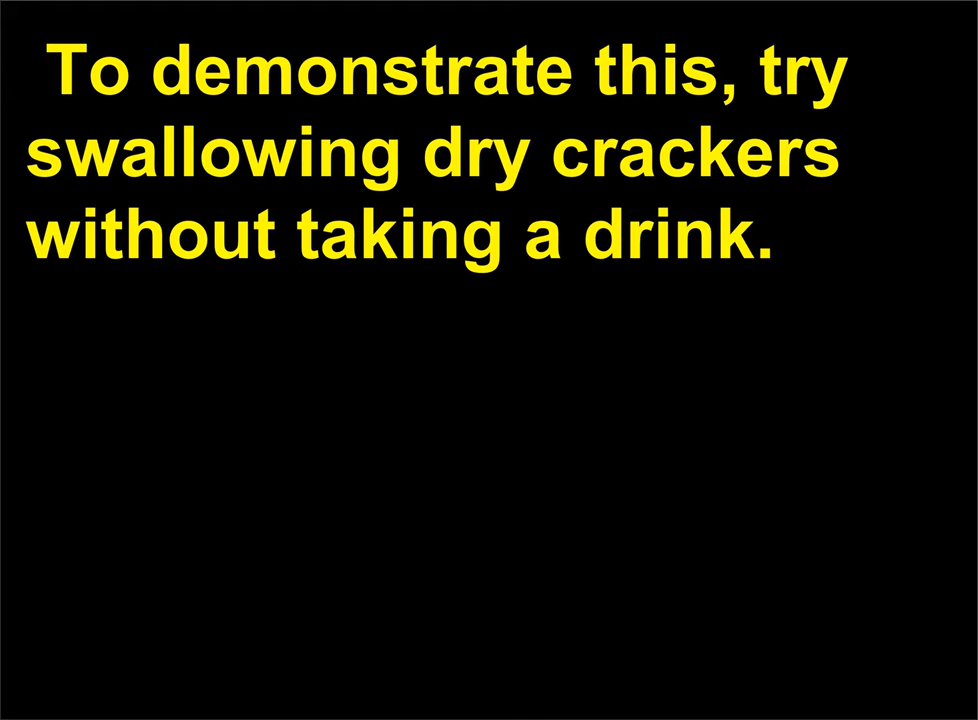 To demonstrate this, try
swallowing dry crackers
without taking a drink.